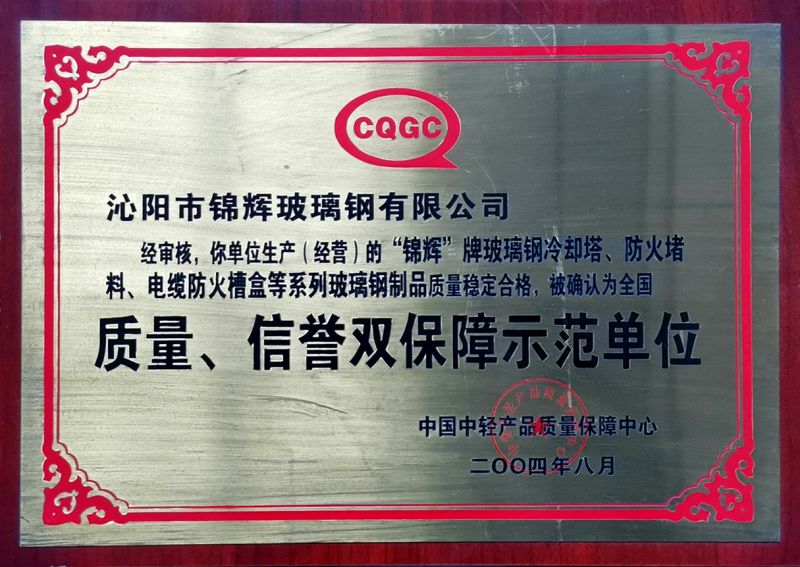 CQGC
沁阳市锦辉玻璃钢有限公司
经审核，你单位生产（经营）的“锦辉”牌玻璃钢冷却塔、防火堵
料、电缆防火槽盒等系列玻璃钢制品质量稳定合格，被确认为全国
质量、信誉双保障示范单位
中国中轻产品质量保障中心
二〇〇四年八月